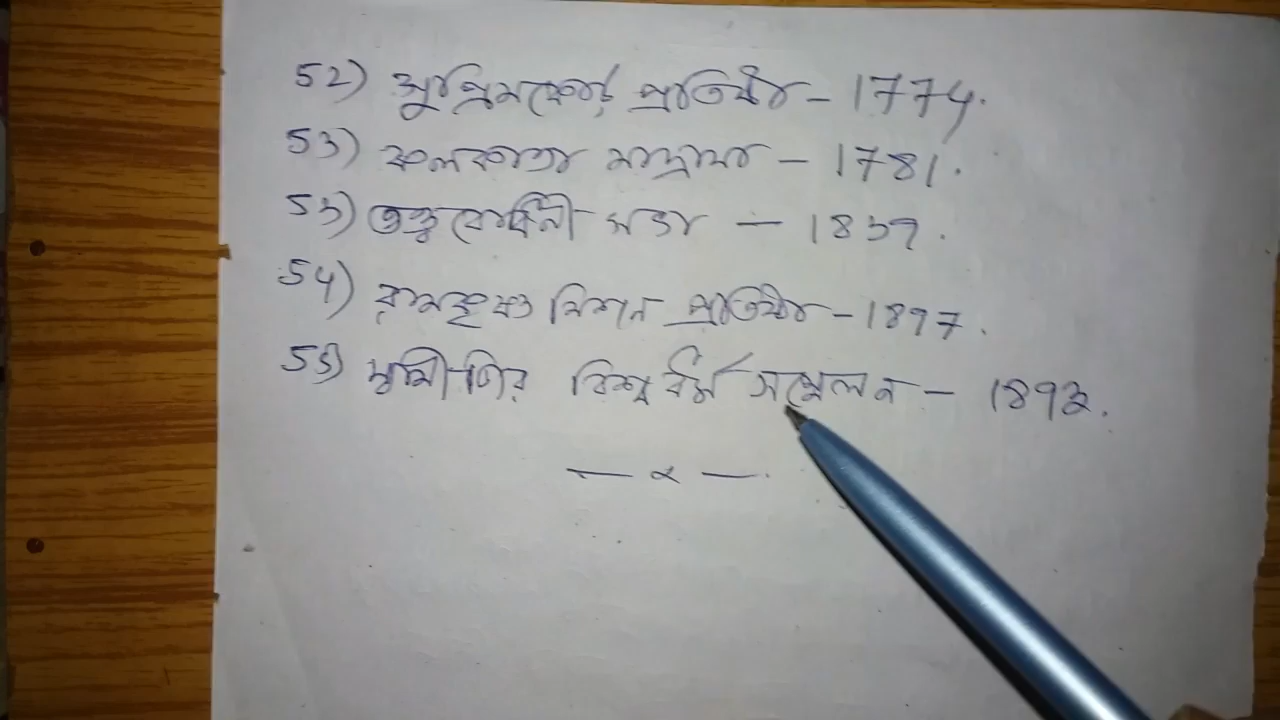 52) সুপ্রিমকোর্ট প্রতিষ্ঠা - 1774.
53) কলকাতা মাদ্রাসা - 1781.
53) তত্ত্ববোধিনী সভা - 1839.
54) রামকৃষ্ণ মিশন প্রতিষ্ঠা - 1897.
55) স্বামীজির বিশ্বধর্ম সম্মেলন - 1893.
— x —